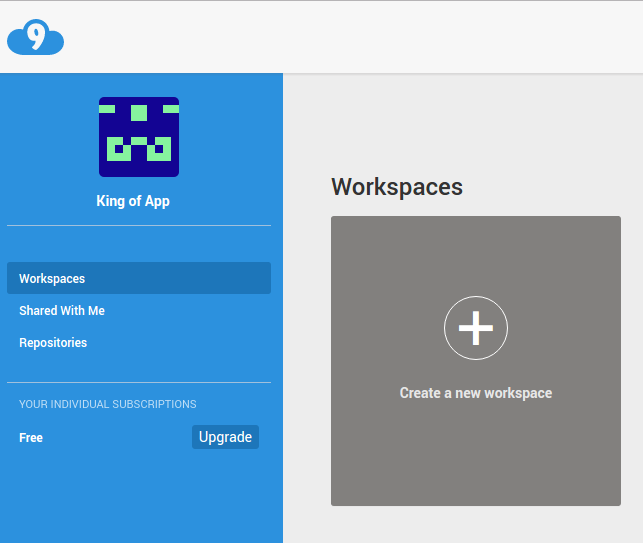 9
King of App
Workspaces
Shared With Me
Repositories
YOUR INDIVIDUAL SUBSCRIPTIONS
Free Upgrade
Workspaces
Create a new workspace